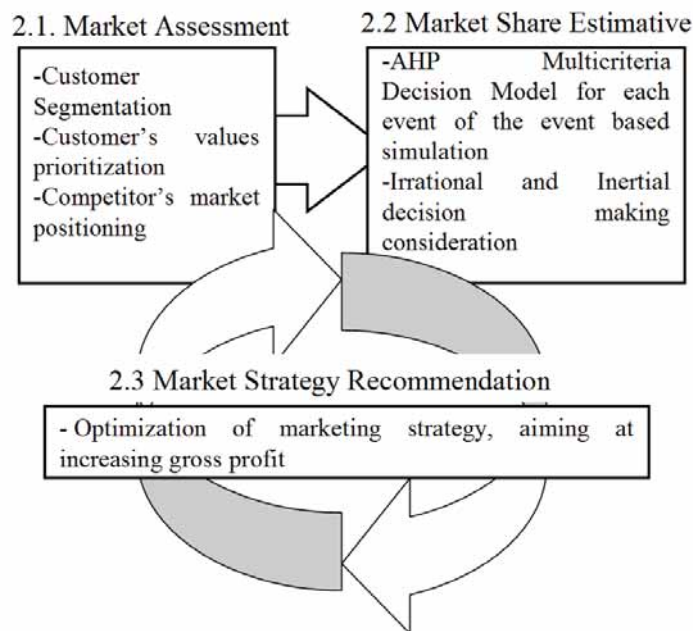 2.1. Market Assessment
-Customer
Segmentation
-Customer's values
prioritization
-Competitor's market
positioning
2.2 Market Share Estimative
-AHP Multicriteria
Decision Model for each
event of the event based
simulation
-Irrational and Inertial
decision making
consideration
2.3 Market Strategy Recommendation
- Optimization of marketing strategy, aiming at
increasing gross profit